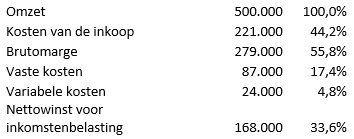 Omzet 500.000 100,0%
Kosten van de inkoop 221.000 44,2%
Brutomarge 279.000 55,8%
Vaste kosten 87.000 17,4%
Variabele kosten 24.000 4,8%
Nettowinst voor
inkomstenbelasting 168.000 33,6%